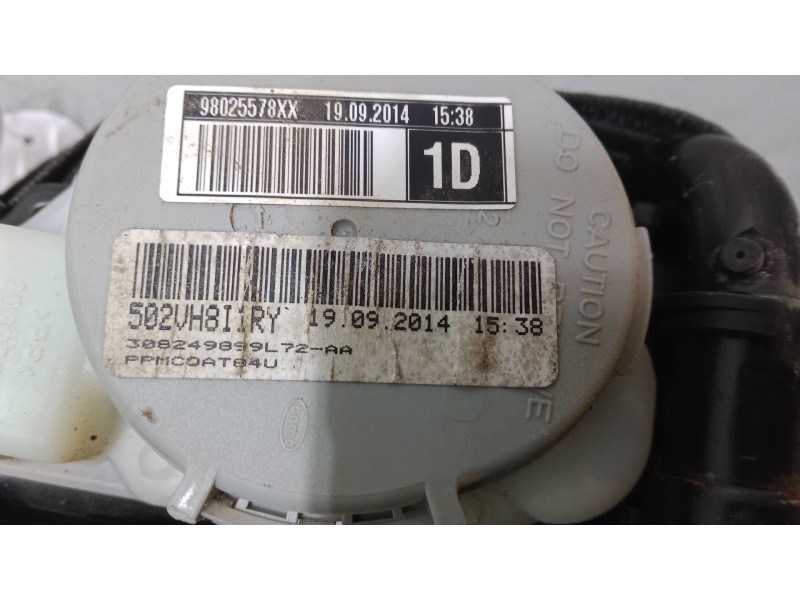 98025578XX 19.09.2014 15:38
1D
502VH8I RY 19.09.2014 15:38
308249899L72-AA
PPMCOAT84U
CAUTION
DO NOT